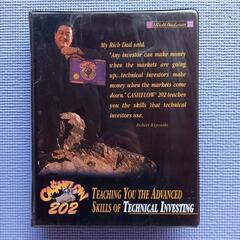 My Rich Dad said,
"Any investor can make money
when the markets are going
up...technical investors make
money when the markets come
down." CASHFLOW 202 teaches
you the skills that technical
investors use.
Robert Kiyosaki
CASHFLOW
202
TEACHING YOU THE ADVANCED
SKILLS OF TECHNICAL INVESTING